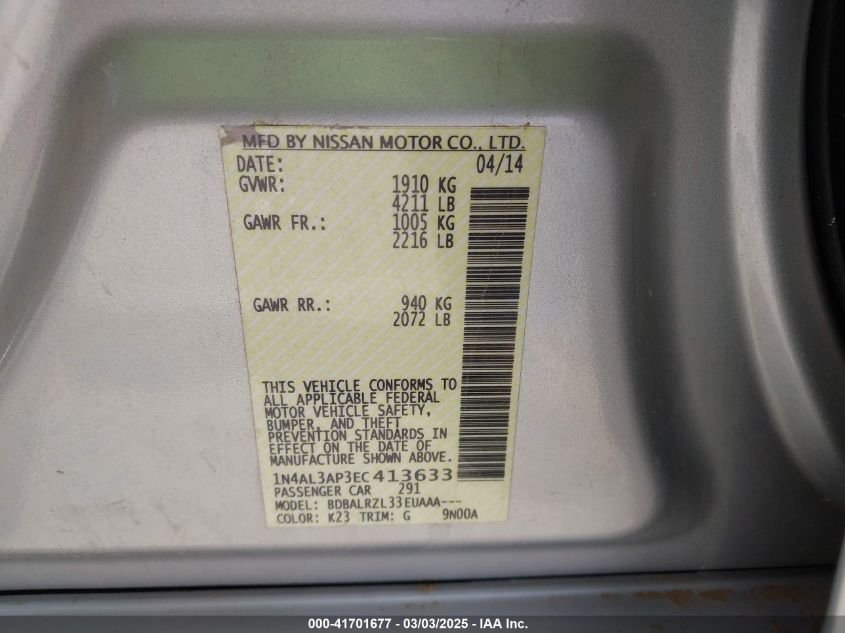 MFD BY NISSAN MOTOR CO., LTD.
DATE: 04/14
GVWR: 1910 KG
4211 LB
GAWR FR.: 1005 KG
2216 LB
GAWR RR.: 940 KG
2072 LB
THIS VEHICLE CONFORMS TO
ALL APPLICABLE FEDERAL
MOTOR VEHICLE SAFETY,
BUMPER, AND THEFT
PREVENTION STANDARDS IN
EFFECT ON THE DATE OF
MANUFACTURE SHOWN ABOVE.
1N4AL3AP3EC413633
PASSENGER CAR 291
MODEL: BDBALRZL33EUAAA---
COLOR: K23 TRIM: G 9N00A
000-41701677 - 03/03/2025 - IAA Inc.